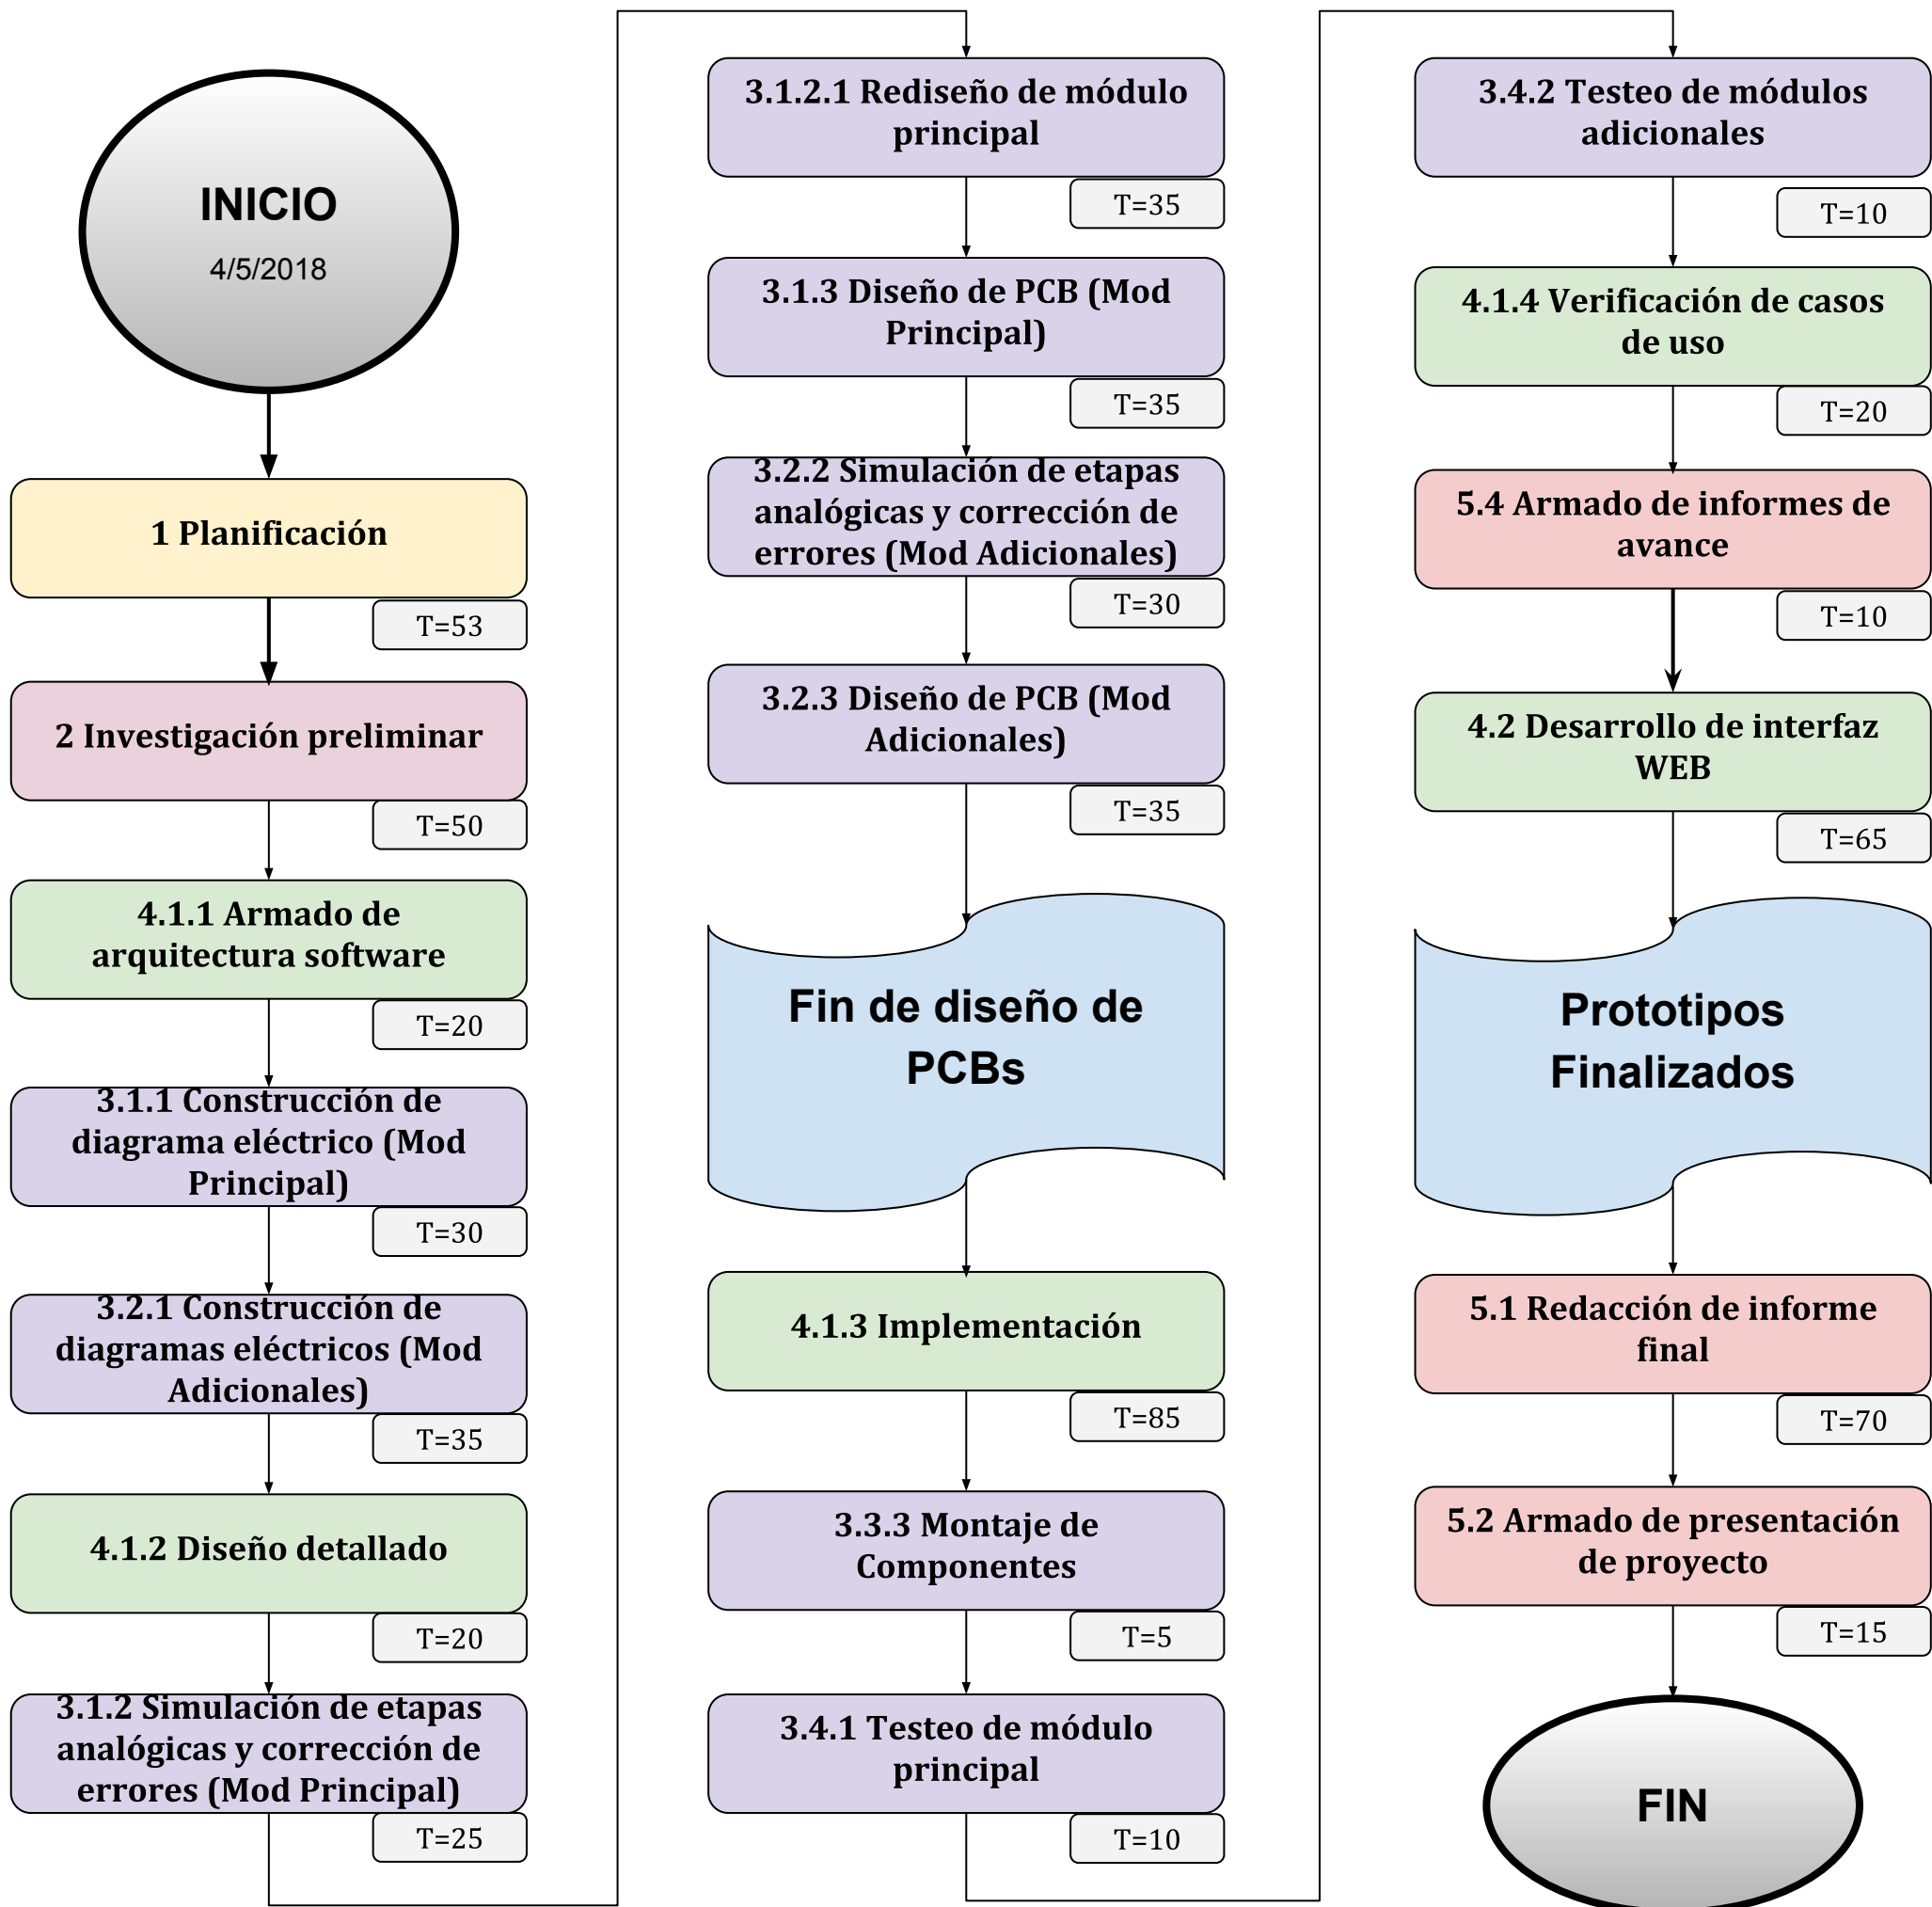 INICIO
4/5/2018
1 Planificación
T=53
2 Investigación preliminar
T=50
4.1.1 Armado de
arquitectura software
T=20
3.1.1 Construcción de
diagrama eléctrico (Mod
Principal)
T=30
3.2.1 Construcción de
diagramas eléctricos (Mod
Adicionales)
T=35
4.1.2 Diseño detallado
T=20
3.1.2 Simulación de etapas
analógicas y corrección de
errores (Mod Principal)
T=25
3.1.2.1 Rediseño de módulo
principal
T=35
3.1.3 Diseño de PCB (Mod
Principal)
T=35
3.2.2 Simulación de etapas
analógicas y corrección de
errores (Mod Adicionales)
T=30
3.2.3 Diseño de PCB (Mod
Adicionales)
T=35
Fin de diseño de
PCBs
4.1.3 Implementación
T=85
3.3.3 Montaje de
Componentes
T=5
3.4.1 Testeo de módulo
principal
T=10
3.4.2 Testeo de módulos
adicionales
T=10
4.1.4 Verificación de casos
de uso
T=20
5.4 Armado de informes de
avance
T=10
4.2 Desarrollo de interfaz
WEB
T=65
Prototipos
Finalizados
5.1 Redacción de informe
final
T=70
5.2 Armado de presentación
de proyecto
T=15
FIN